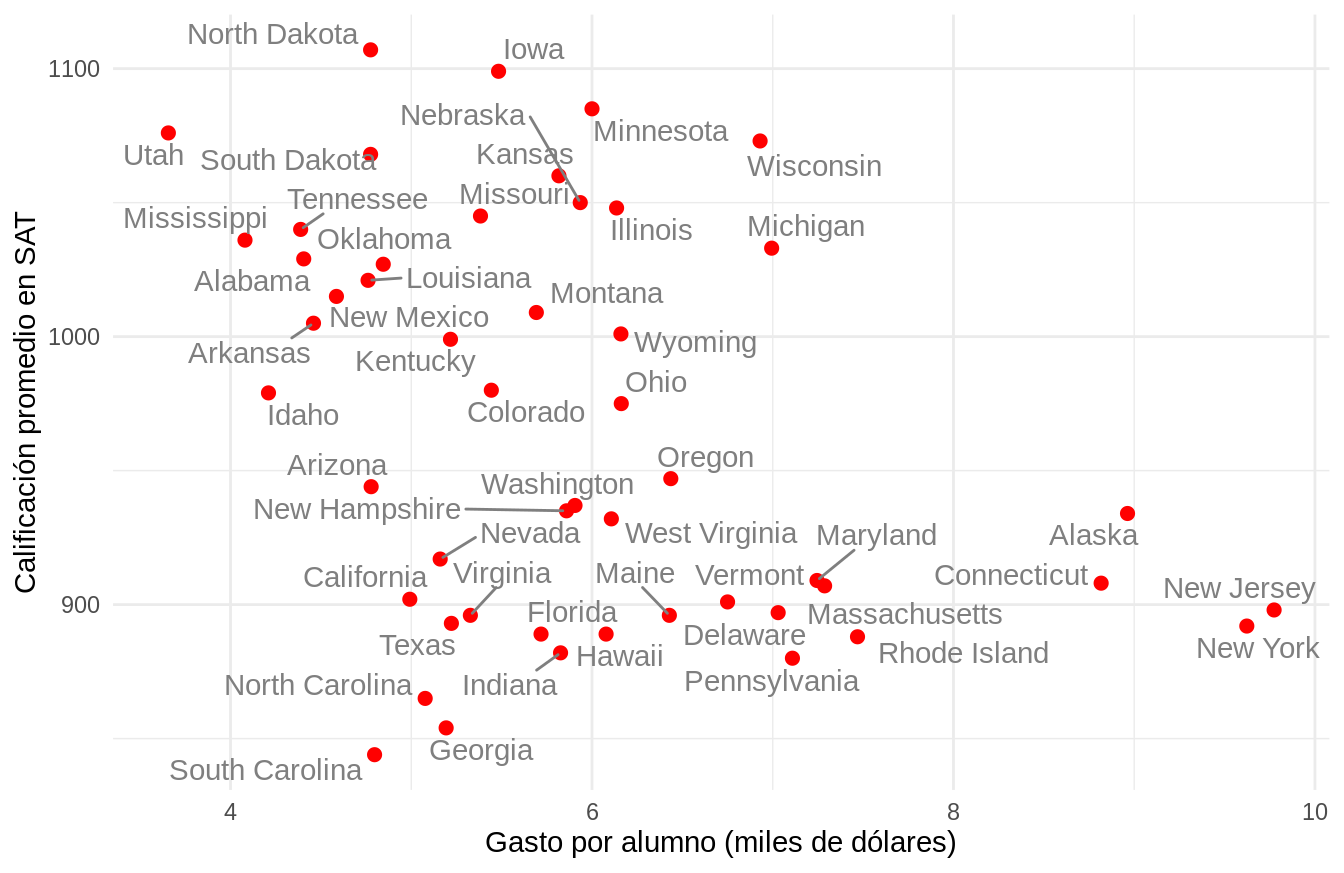 North Dakota
Iowa
1100
Nebraska
Minnesota
Utah
South Dakota
Kansas
Wisconsin
Tennessee
Missouri
Mississippi
Illinois
Michigan
Oklahoma
Alabama
Louisiana
Montana
New Mexico
1000
Arkansas
Kentucky
Wyoming
Ohio
Idaho
Colorado
Calificación promedio en SAT
Arizona
Oregon
Washington
New Hampshire
Nevada
West Virginia
Maryland
Alaska
California
Virginia
Maine
Vermont
Connecticut
New Jersey
900
Florida
Massachusetts
Texas
Delaware
Hawaii
Rhode Island
New York
North Carolina
Indiana
Pennsylvania
Georgia
South Carolina
4
6
8
10
Gasto por alumno (miles de dólares)